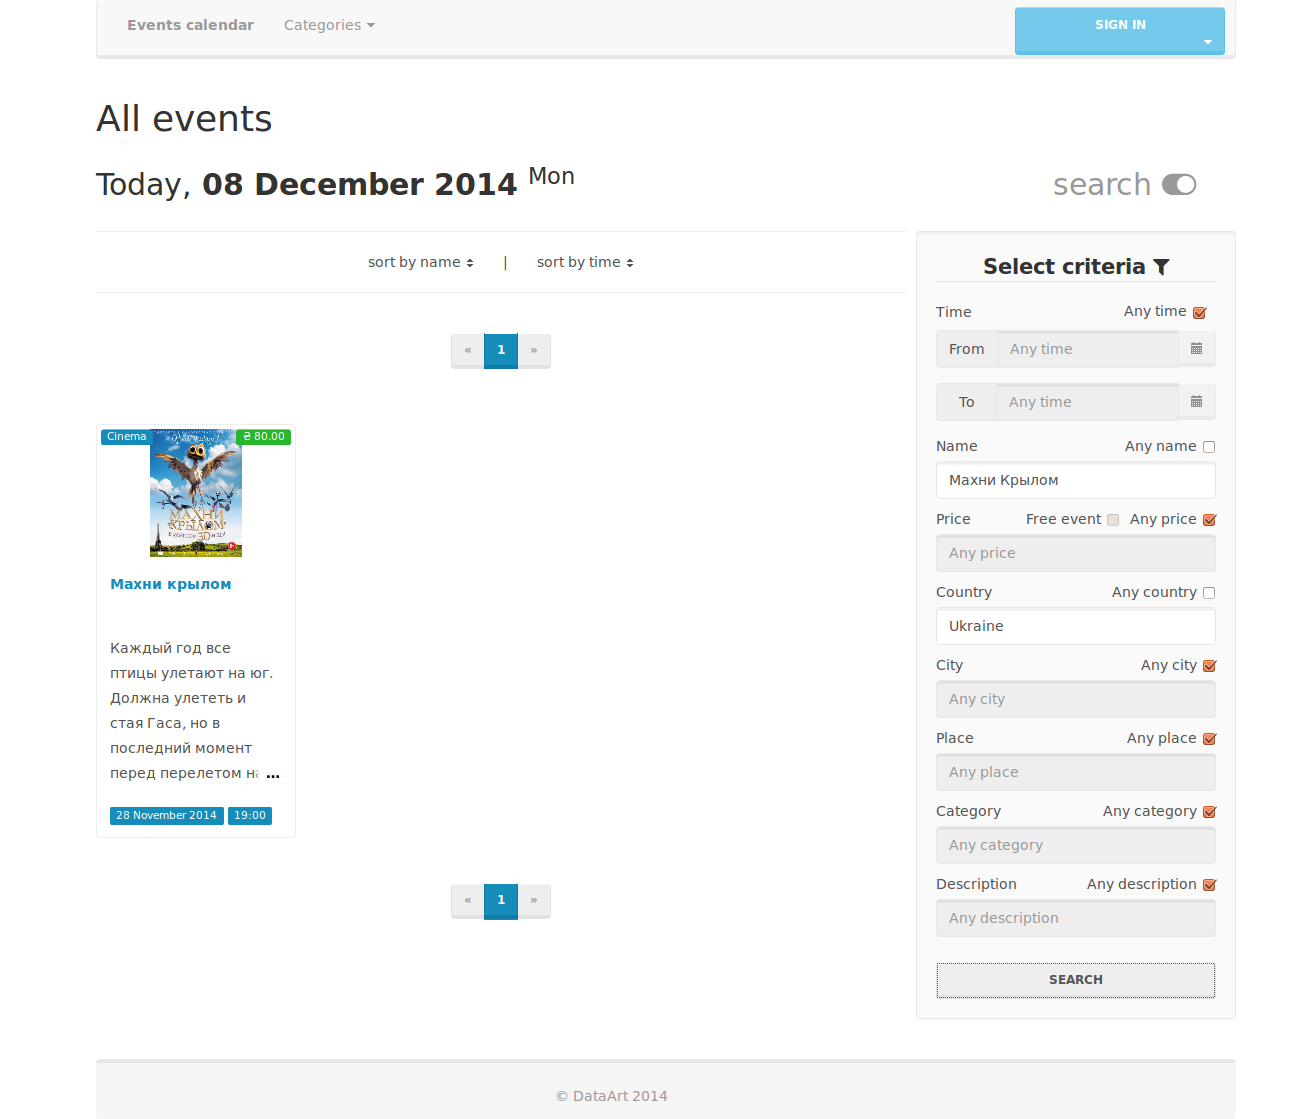 Events calendar
Categories
SIGN IN
All events
Today, 08 December 2014 Mon
search
sort by name | sort by time
« 1 »
Cinema
₴ 80.00
МАХНИ
КРЫЛОМ
Махни крылом
Каждый год все
птицы улетают на юг.
Должна улететь и
стая Гаса, но в
последний момент
перед перелетом на ...
28 November 2014 19:00
« 1 »
Select criteria
Time Any time
From Any time
To Any time
Name Any name
Махни Крылом
Price Free event Any price
Any price
Country Any country
Ukraine
City Any city
Any city
Place Any place
Any place
Category Any category
Any category
Description Any description
Any description
SEARCH
© DataArt 2014